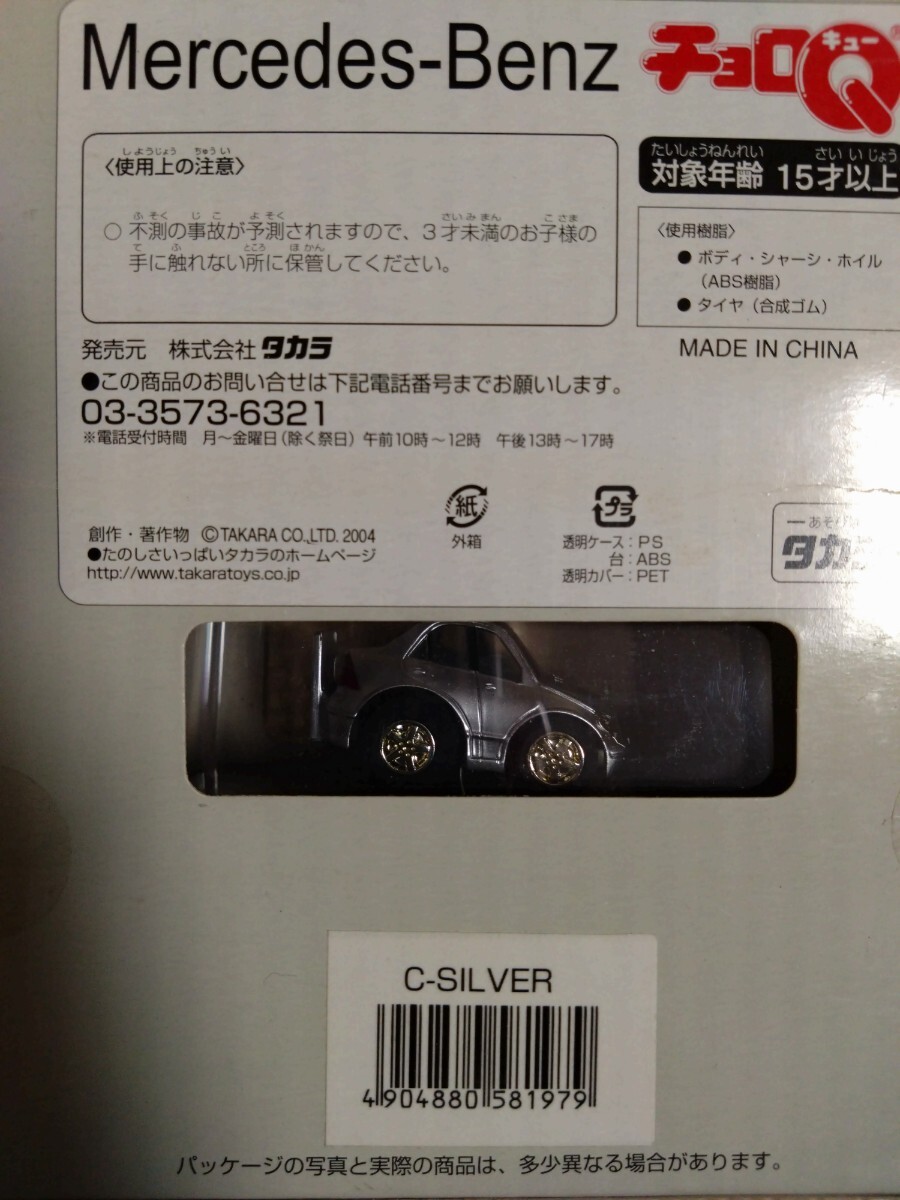 Mercedes-Benz
チョロQ
キュー
しようじょう ちゅうい
〈使用上の注意〉
ふそく じこ よそく さいみまん こさま
○ 不測の事故が予測されますので、3才未満のお子様の
て ふ ところ ほかん
手に触れない所に保管してください。
たいしょうねんれい さいいじょう
対象年齢 15才以上
〈使用樹脂〉
● ボディ・シャーシ・ホイル
(ABS樹脂)
● タイヤ(合成ゴム)
MADE IN CHINA
発売元 株式会社 タカラ
●この商品のお問い合せは下記電話番号までお願いします。
03-3573-6321
※電話受付時間 月~金曜日(除く祭日) 午前10時~12時 午後13時~17時
紙
外箱
プラ
透明ケース:PS
台:ABS
透明カバー:PET
創作・著作物 ©TAKARA CO.,LTD. 2004
●たのしさいっぱいタカラのホームページ
http://www.takaratoys.co.jp
C-SILVER
4 904880 581979
パッケージの写真と実際の商品は、多少異なる場合があります。